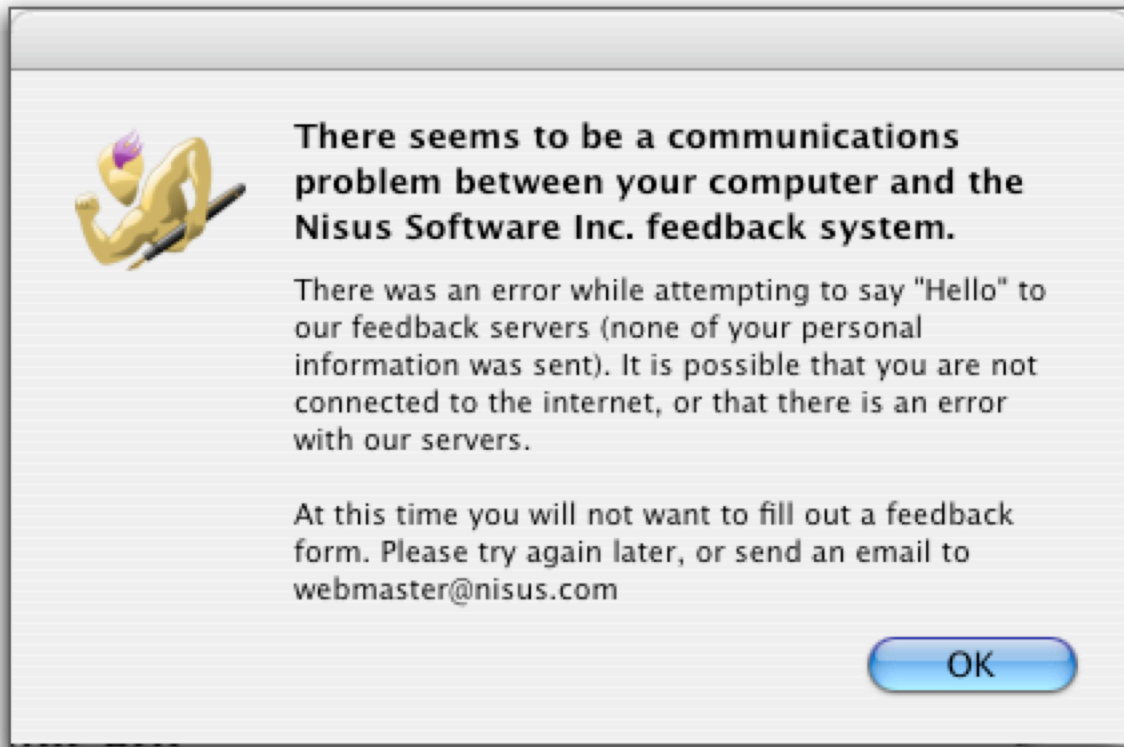 There seems to be a communications
problem between your computer and the
Nisus Software Inc. feedback system.
There was an error while attempting to say "Hello" to
our feedback servers (none of your personal
information was sent). It is possible that you are not
connected to the internet, or that there is an error
with our servers.
At this time you will not want to fill out a feedback
form. Please try again later, or send an email to
webmaster@nisus.com
OK